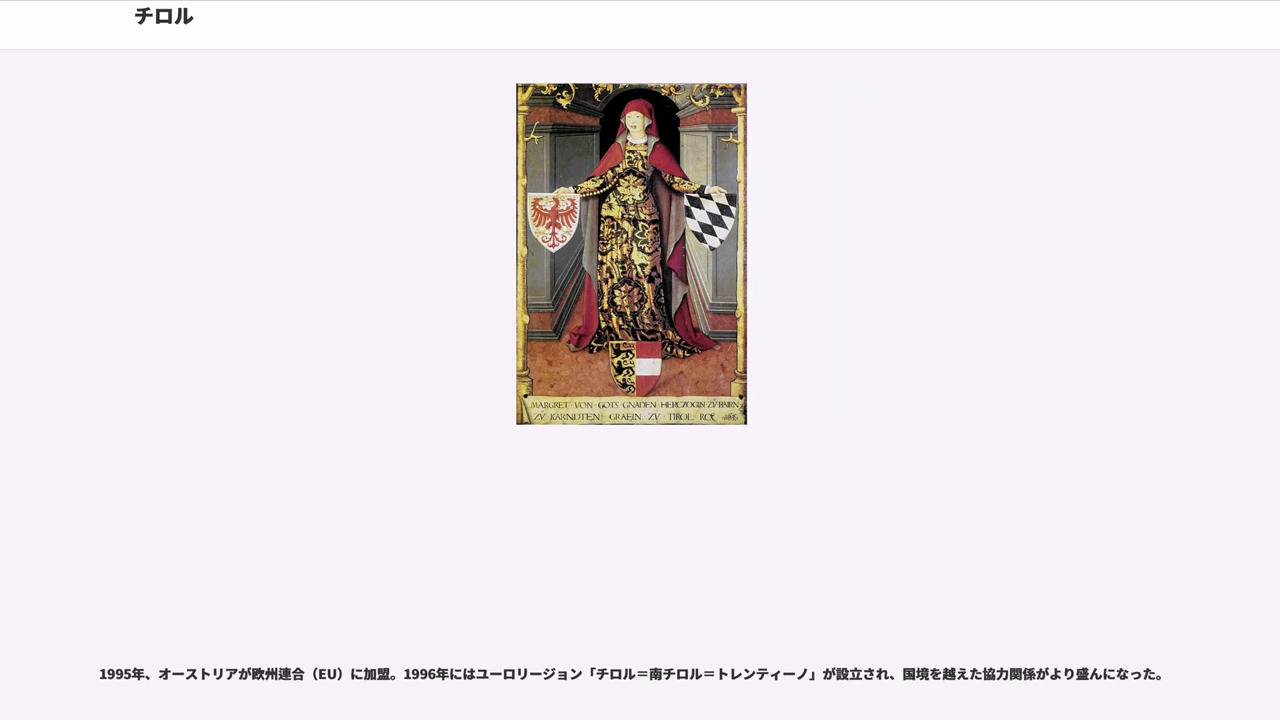 チロル
MARGRET · VON · GOTS · GNADEN · HERCZOGIN · ZV BAIRN
ZV · KARNDTEN · GRAFIN · ZV · TIROL
1995年、オーストリアが欧州連合（EU）に加盟。1996年にはユーロリージョン「チロル＝南チロル＝トレンティーノ」が設立され、国境を越えた協力関係がより盛んになった。